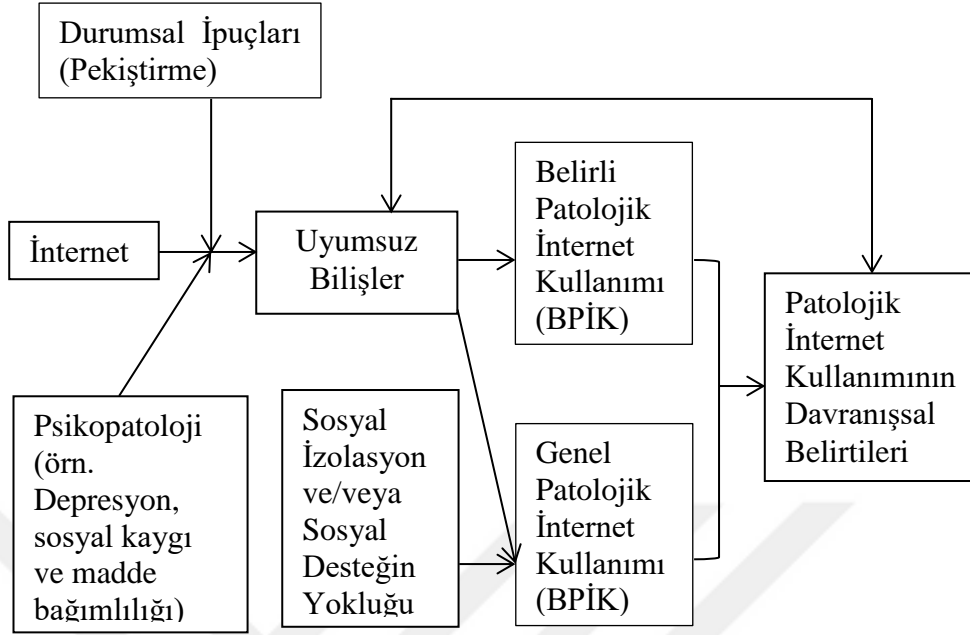 Durumsal İpuçları
(Pekiştirme)
İnternet
Uyumsuz
Bilişler
Belirli
Patolojik
İnternet
Kullanımı
(BPİK)
Patolojik
İnternet
Kullanımının
Davranışsal
Belirtileri
Psikopatoloji
(örn.
Depresyon,
sosyal kaygı
ve madde
bağımlılığı)
Sosyal
İzolasyon
ve/veya
Sosyal
Desteğin
Yokluğu
Genel
Patolojik
İnternet
Kullanımı
(BPİK)